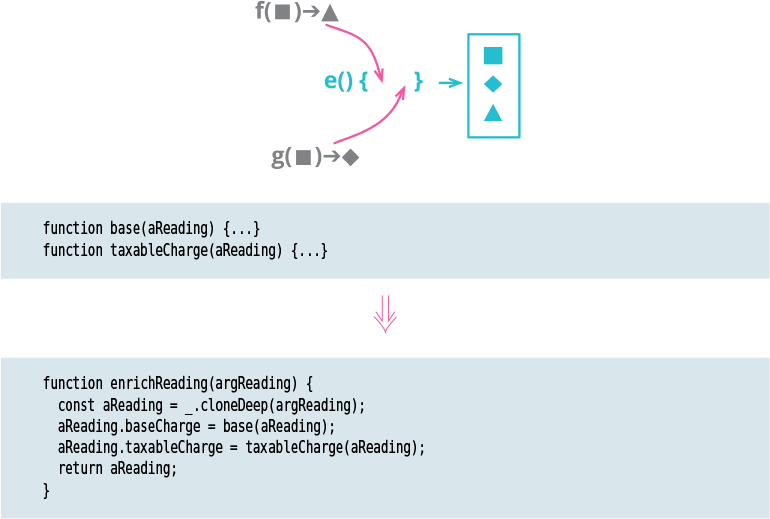 f(■)→▲
e() { } →
g(■)→◆
function base(aReading) {...}
function taxableCharge(aReading) {...}
function enrichReading(argReading) {
  const aReading = _.cloneDeep(argReading);
  aReading.baseCharge = base(aReading);
  aReading.taxableCharge = taxableCharge(aReading);
  return aReading;
}